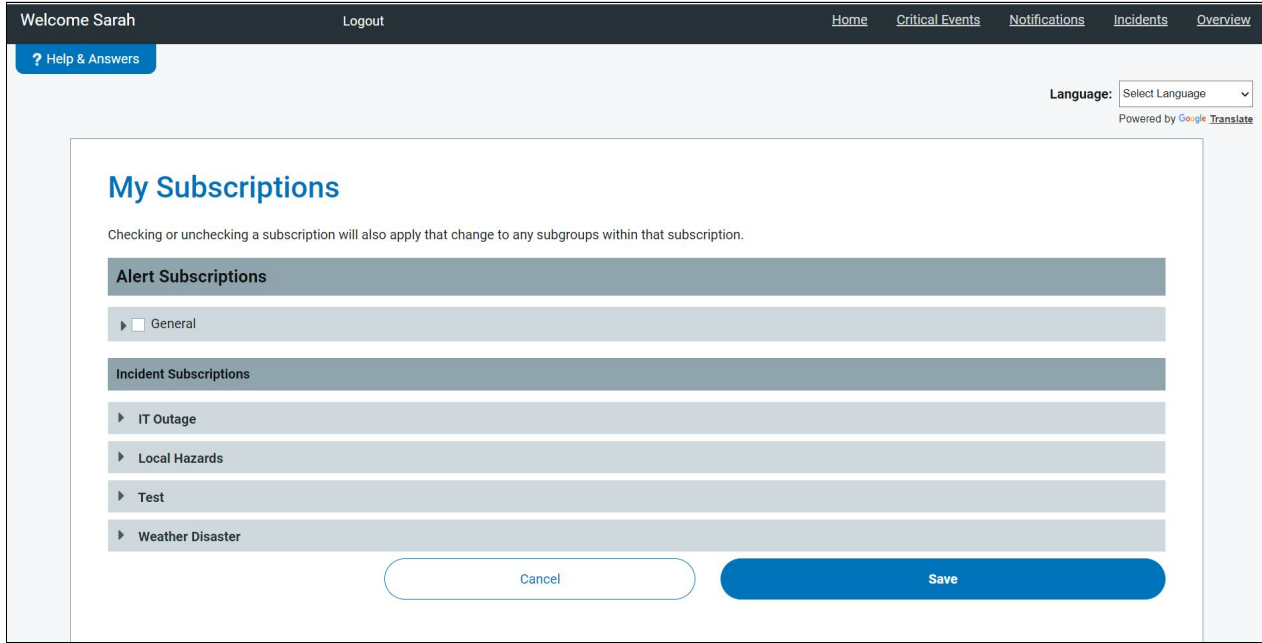 Welcome Sarah Logout Home Critical Events Notifications Incidents Overview
? Help & Answers
Language: Select Language
Powered by Google Translate
My Subscriptions
Checking or unchecking a subscription will also apply that change to any subgroups within that subscription.
Alert Subscriptions
General
Incident Subscriptions
IT Outage
Local Hazards
Test
Weather Disaster
Cancel Save